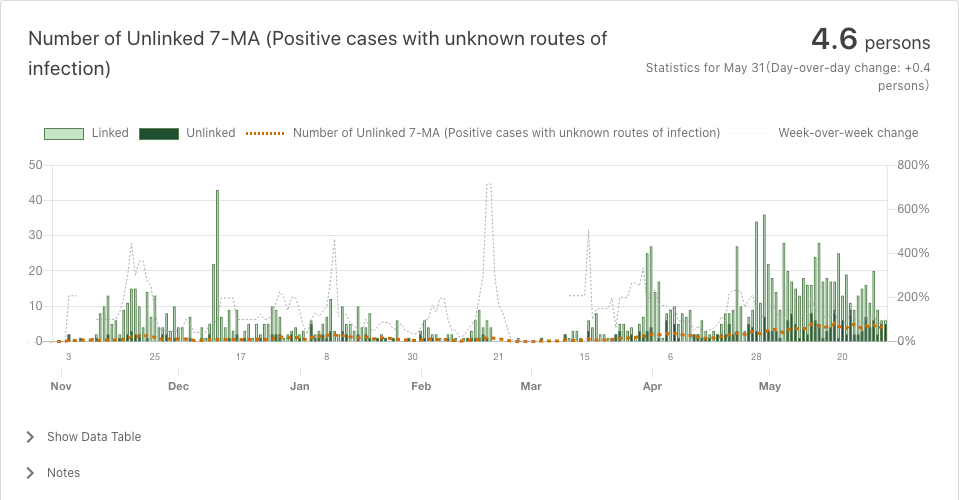 Number of Unlinked 7-MA (Positive cases with unknown routes of
infection)
4.6 persons
Statistics for May 31(Day-over-day change: +0.4
persons)
Linked Unlinked Number of Unlinked 7-MA (Positive cases with unknown routes of infection) Week-over-week change
50 800%
40 600%
30 400%
20
10 200%
0 0%
3 25 17 8 30 21 15 6 28 20
Nov Dec Jan Feb Mar Apr May
Show Data Table
Notes